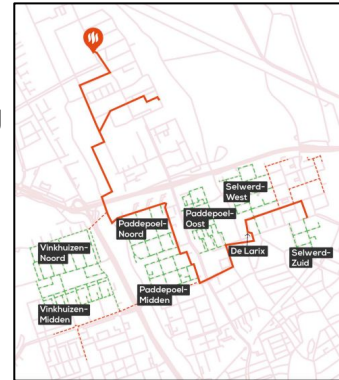 Selwerd-
West
Paddepoel-
Oost
Paddepoel-
Noord
Vinkhuizen-
Noord
De Larix
Selwerd-
Zuid
Paddepoel-
Midden
Vinkhuizen-
Midden